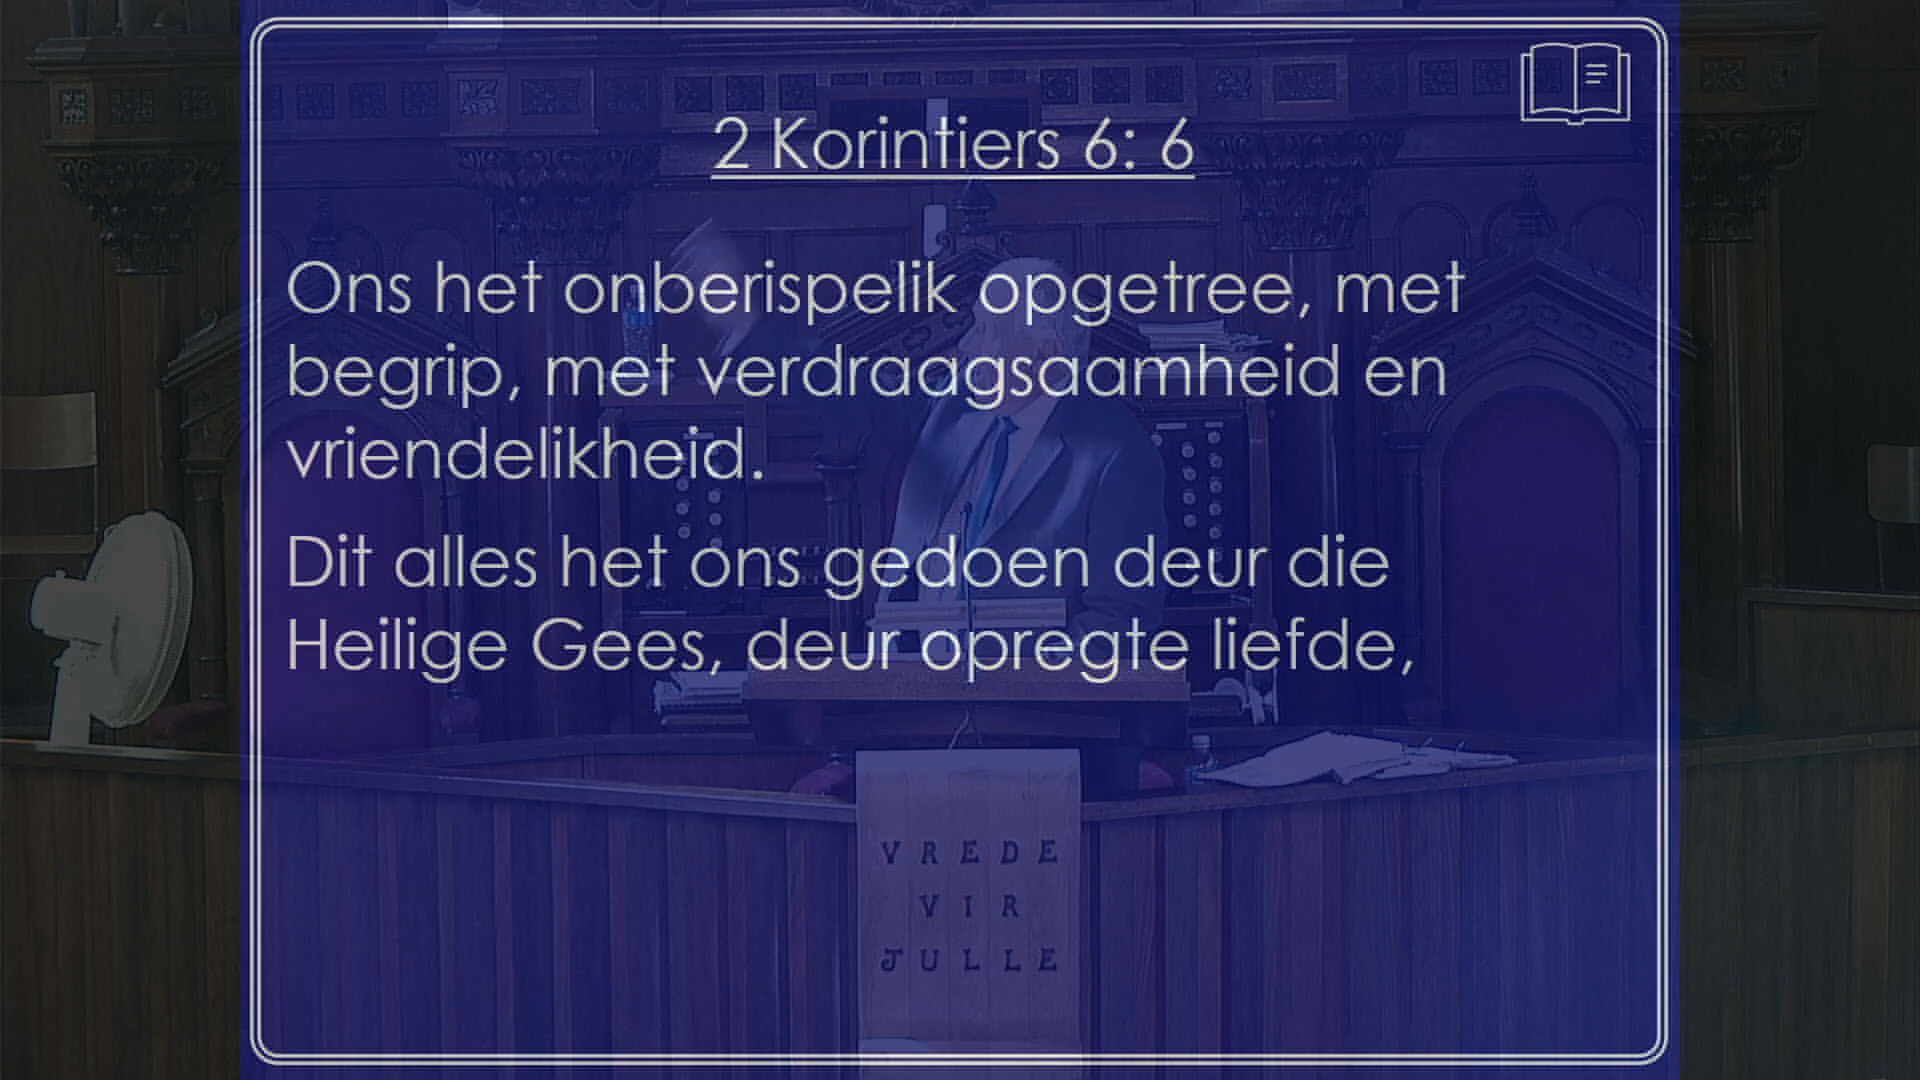 2 Korintiers 6: 6
Ons het onberispelik opgetree, met
begrip, met verdraagsaamheid en
vriendelikheid.
Dit alles het ons gedoen deur die
Heilige Gees, deur opregte liefde,
VREDE
VIR
JULLE